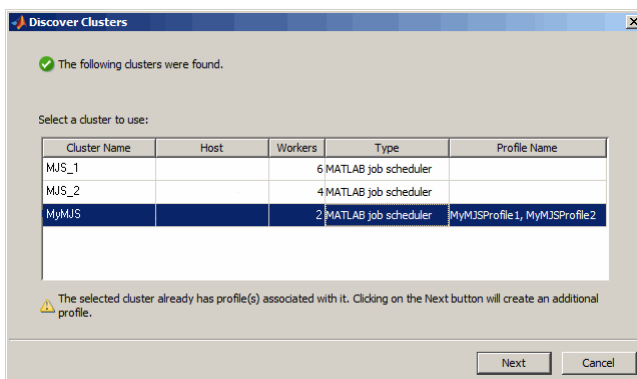 Discover Clusters
The following clusters were found.
Select a cluster to use:
Cluster Name Host Workers Type Profile Name
MJS_1 6 MATLAB job scheduler
MJS_2 4 MATLAB job scheduler
MyMJS 2 MATLAB job scheduler MyMJSProfile1, MyMJSProfile2
The selected cluster already has profile(s) associated with it. Clicking on the Next button will create an additional
profile.
Next Cancel